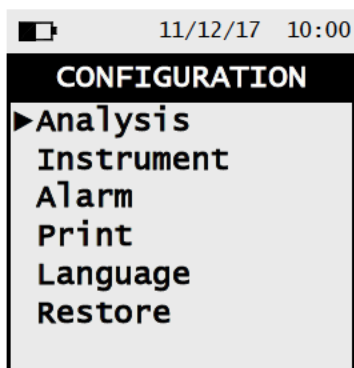 11/12/17 10:00
CONFIGURATION
Analysis
Instrument
Alarm
Print
Language
Restore